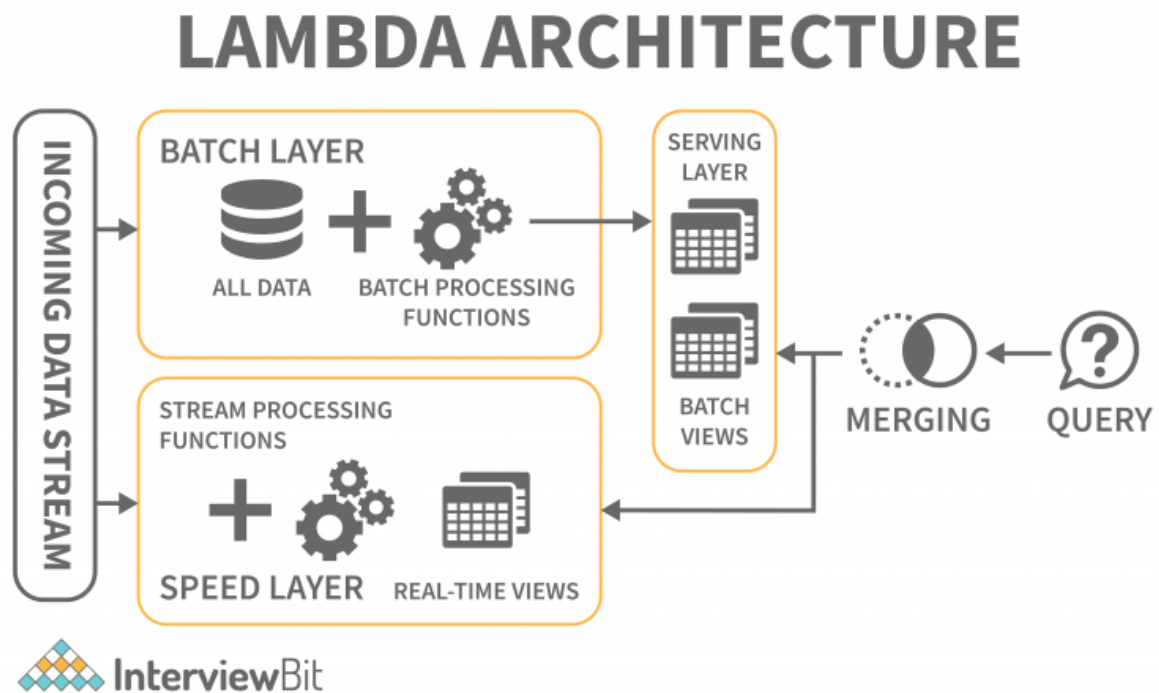 LAMBDA ARCHITECTURE
INCOMING DATA STREAM
BATCH LAYER
ALL DATA
BATCH PROCESSING
FUNCTIONS
SERVING
LAYER
BATCH
VIEWS
MERGING
?
QUERY
STREAM PROCESSING
FUNCTIONS
SPEED LAYER
REAL-TIME VIEWS
InterviewBit